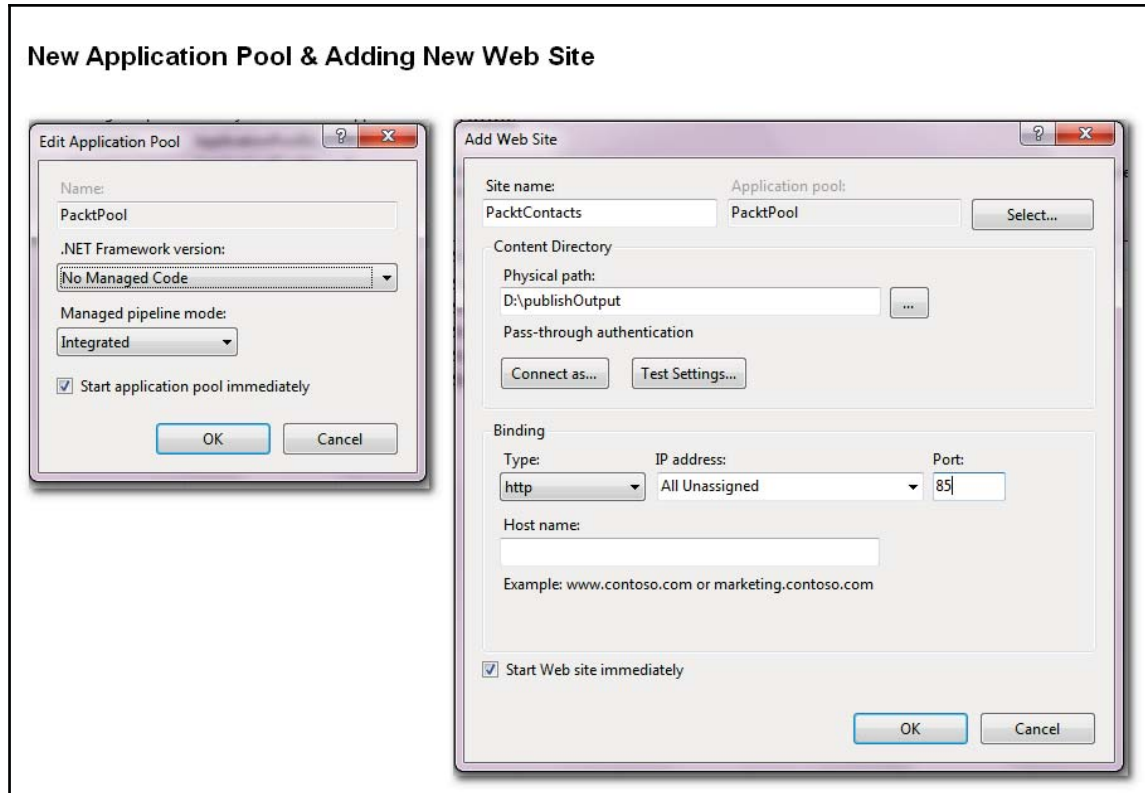 New Application Pool & Adding New Web Site
Edit Application Pool
Name:
PacktPool
.NET Framework version:
No Managed Code
Managed pipeline mode:
Integrated
Start application pool immediately
OK Cancel
Add Web Site
Site name: Application pool:
PacktContacts PacktPool Select...
Content Directory
Physical path:
D:\publishOutput ...
Pass-through authentication
Connect as... Test Settings...
Binding
Type: IP address: Port:
http All Unassigned 85
Host name:
Example: www.contoso.com or marketing.contoso.com
Start Web site immediately
OK Cancel